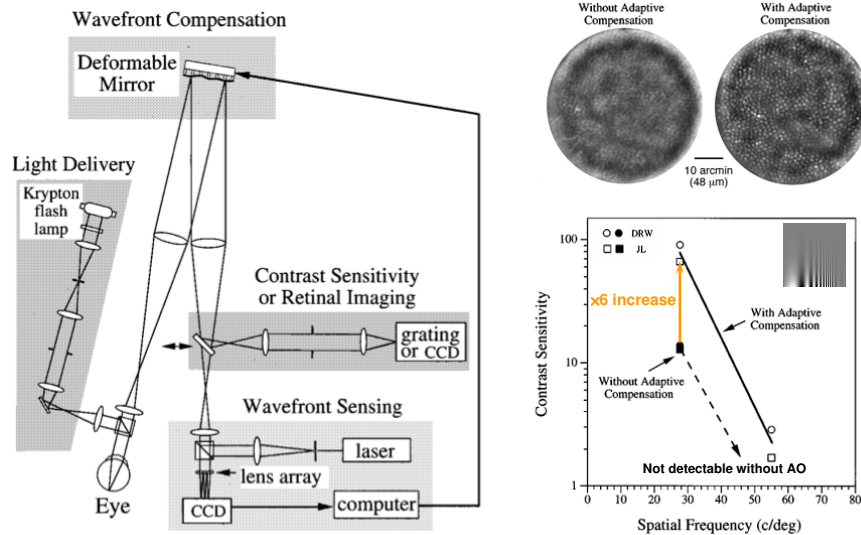 Wavefront Compensation
Deformable
Mirror
Light Delivery
Krypton
flash
lamp
Contrast Sensitivity
or Retinal Imaging
grating
or CCD
Wavefront Sensing
laser
lens array
computer
CCD
Eye
Without Adaptive
Compensation
With Adaptive
Compensation
10 arcmin
(48 μm)
DRW
JL
×6 increase
With Adaptive
Compensation
Without Adaptive
Compensation
Not detectable without AO
Contrast Sensitivity
100
10
1
0 10 20 30 40 50 60 70 80
Spatial Frequency (c/deg)